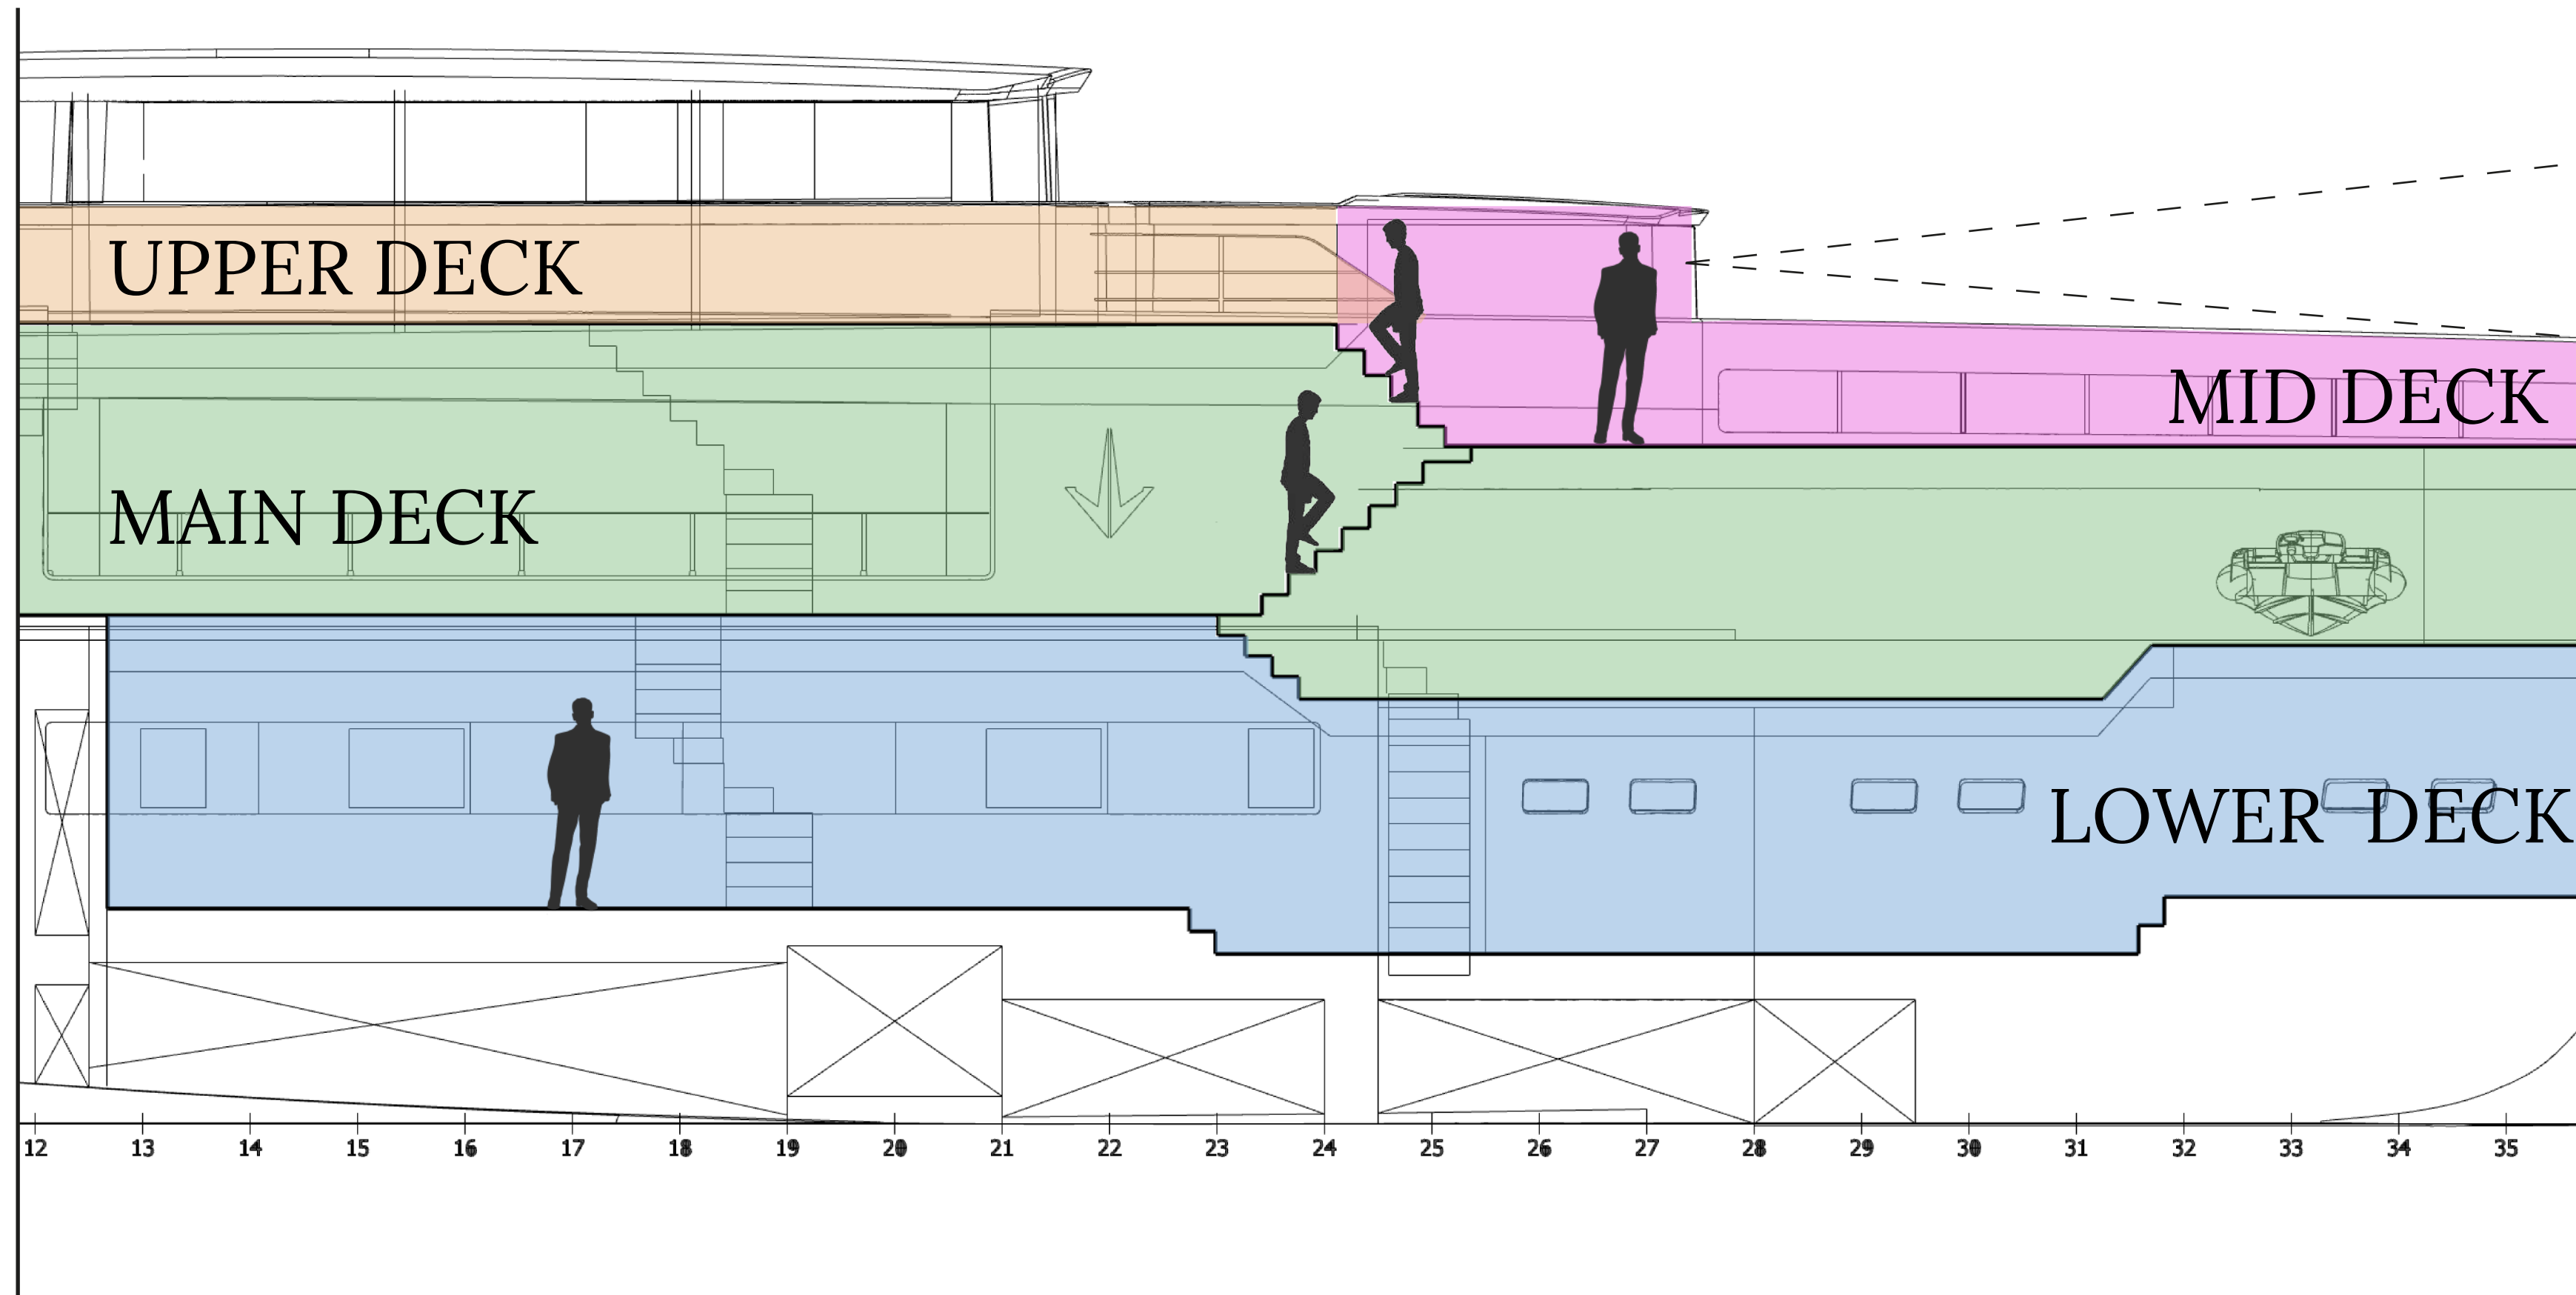 UPPER DECK
MID DECK
MAIN DECK
LOWER DECK
12 13 14 15 16 17 18 19 20 21 22 23 24 25 26 27 28 29 30 31 32 33 34 35